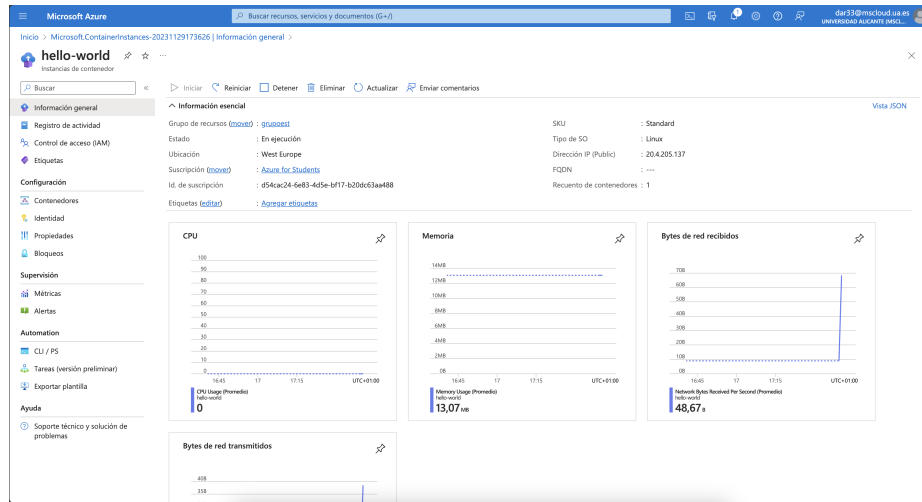 Microsoft Azure
Buscar recursos, servicios y documentos (G+/)
1
dar33@mscloud.ua.es
UNIVERSIDAD ALICANTE (MSCL...
Inicio > Microsoft.ContainerInstances-20231129173626 | Información general >
hello-world
Instancias de contenedor
Buscar
Información general
Registro de actividad
Control de acceso (IAM)
Etiquetas
Configuración
Contenedores
Identidad
Propiedades
Bloqueos
Supervisión
Métricas
Alertas
Automation
CLI / PS
Tareas (versión preliminar)
Exportar plantilla
Ayuda
Soporte técnico y solución de
problemas
Iniciar Reiniciar Detener Eliminar Actualizar Enviar comentarios
Información esencial
Vista JSON
Grupo de recursos (mover) : grupoest
Estado : En ejecución
Ubicación : West Europe
Suscripción (mover) : Azure for Students
Id. de suscripción : d54cac24-6e83-4d5e-bf17-b20dc63aa488
Etiquetas (editar) : Agregar etiquetas
SKU : Standard
Tipo de SO : Linux
Dirección IP (Public) : 20.4.205.137
FQDN : ---
Recuento de contenedores : 1
CPU
100
90
80
70
60
50
40
30
20
10
0
16:45 17 17:15 UTC+01:00
CPU Usage (Promedio)
hello-world
0
Memoria
14MB
12MB
10MB
8MB
6MB
4MB
2MB
0B
16:45 17 17:15 UTC+01:00
Memory Usage (Promedio)
hello-world
13,07 MB
Bytes de red recibidos
70B
60B
50B
40B
30B
20B
10B
0B
16:45 17 17:15 UTC+01:00
Network Bytes Received Per Second (Promedio)
hello-world
48,67 B
Bytes de red transmitidos
40B
35B